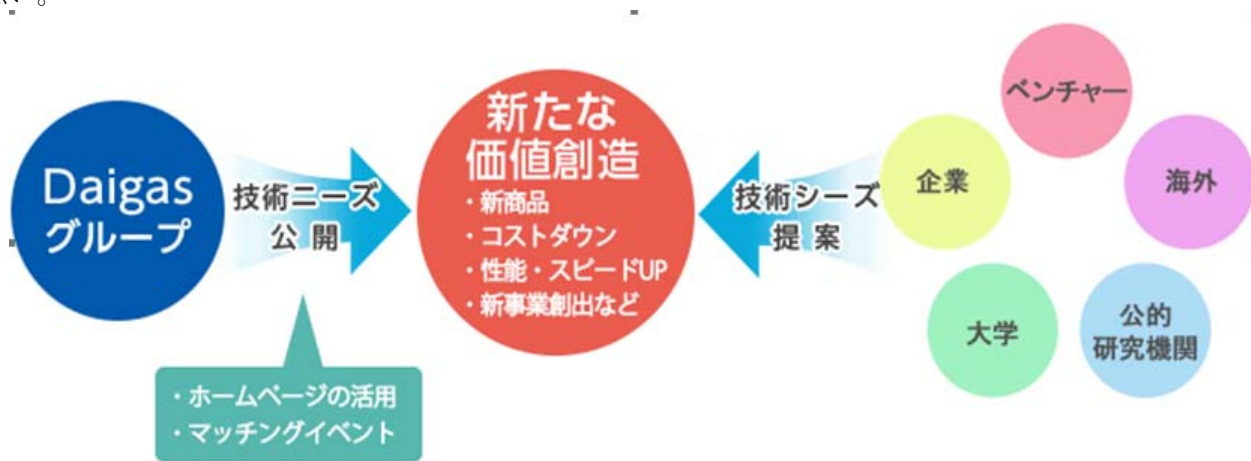 Daigas
グループ
技術ニーズ
公開
・ホームページの活用
・マッチングイベント
新たな
価値創造
・新商品
・コストダウン
・性能・スピードUP
・新事業創出など
技術シーズ
提案
ベンチャー
企業
海外
大学
公的
研究機関